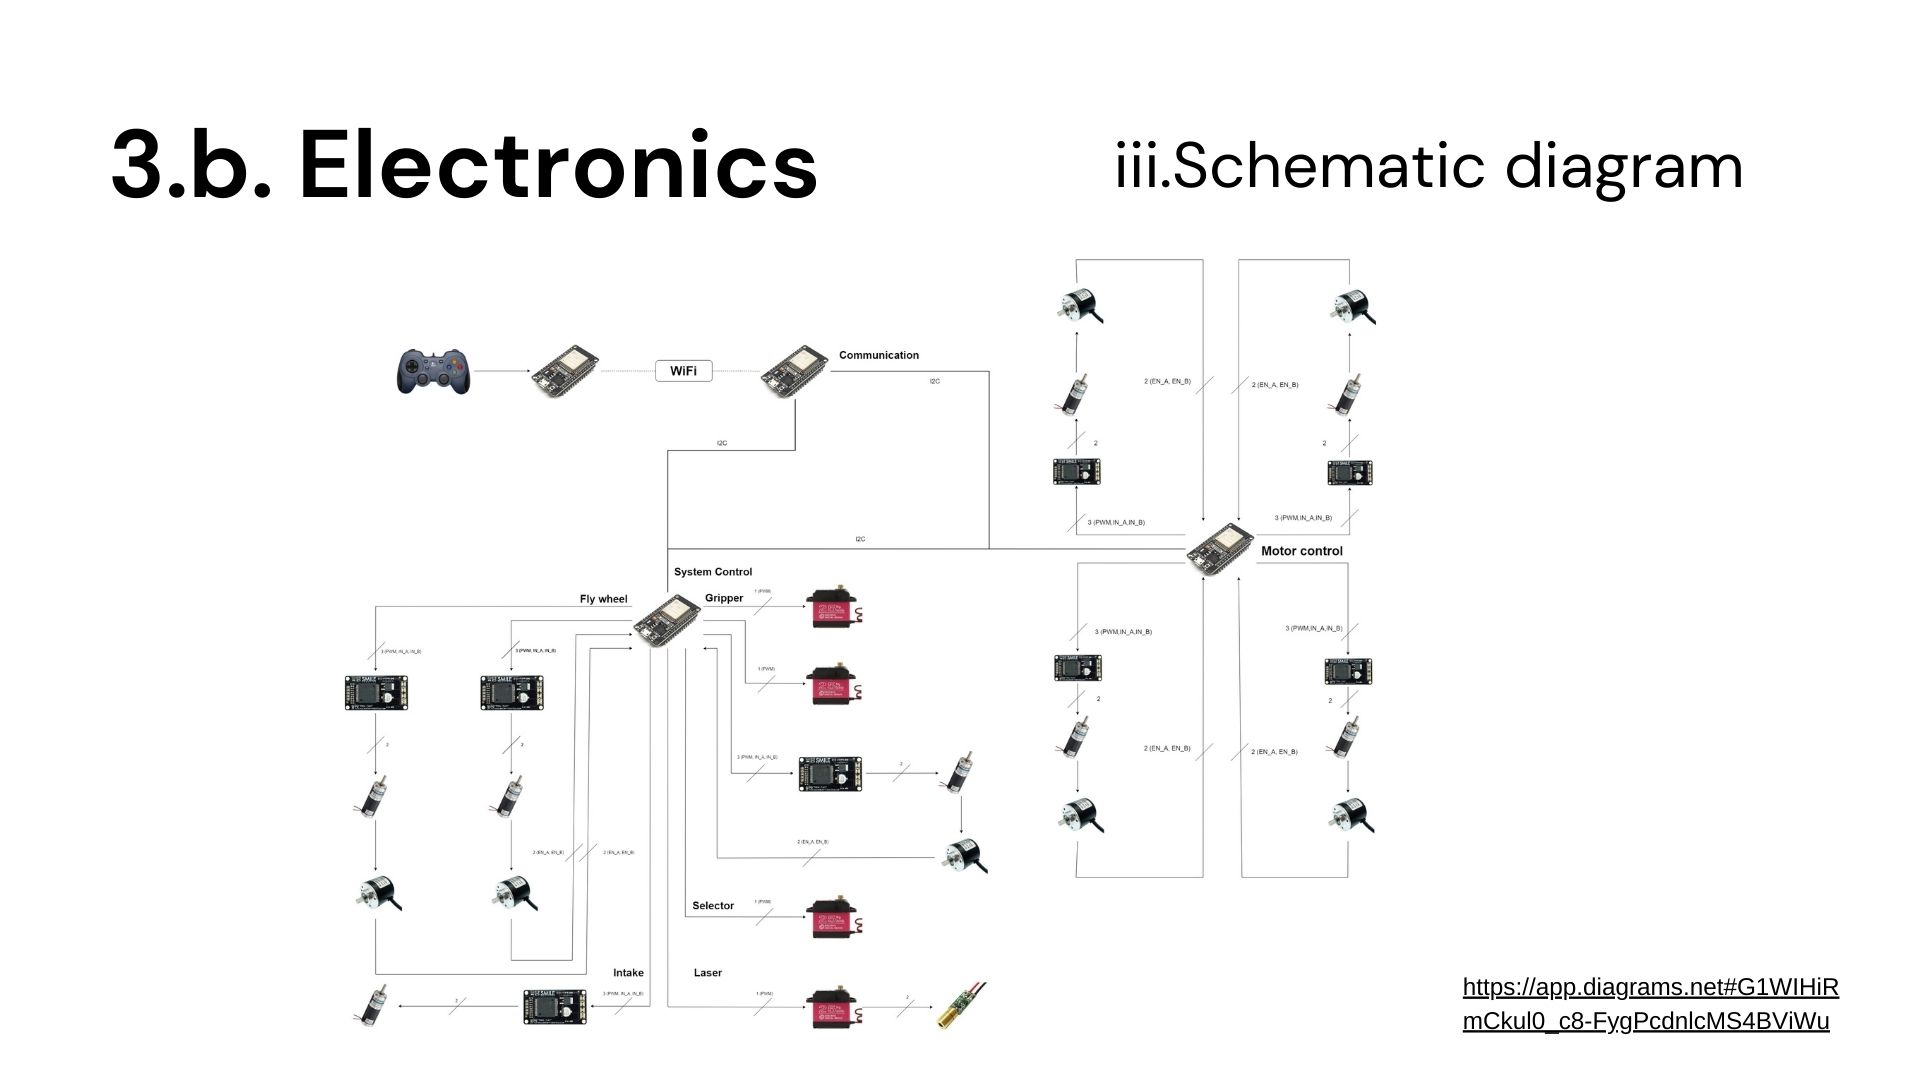 3.b. Electronics
iii.Schematic diagram
WiFi
Communication
I2C
I2C
I2C
2 (EN_A, EN_B)
2 (EN_A, EN_B)
2
2
3 (PWM,IN_A,IN_B)
3 (PWM,IN_A,IN_B)
Motor control
3 (PWM,IN_A,IN_B)
3 (PWM,IN_A,IN_B)
2
2
2 (EN_A, EN_B)
2 (EN_A, EN_B)
System Control
Fly wheel
Gripper
1 (PWM)
3 (PWM, IN_A, IN_B)
3 (PWM, IN_A, IN_B)
1 (PWM)
2
2
3 (PWM, IN_A, IN_B)
2
2 (EN_A, EN_B)
2 (EN_A, EN_B)
2 (EN_A, EN_B)
Selector
1 (PWM)
Intake
Laser
2
3 (PWM, IN_A, IN_B)
1 (PWM)
2
https://app.diagrams.net#G1WIHiR
mCkul0_c8-FygPcdnlcMS4BViWu